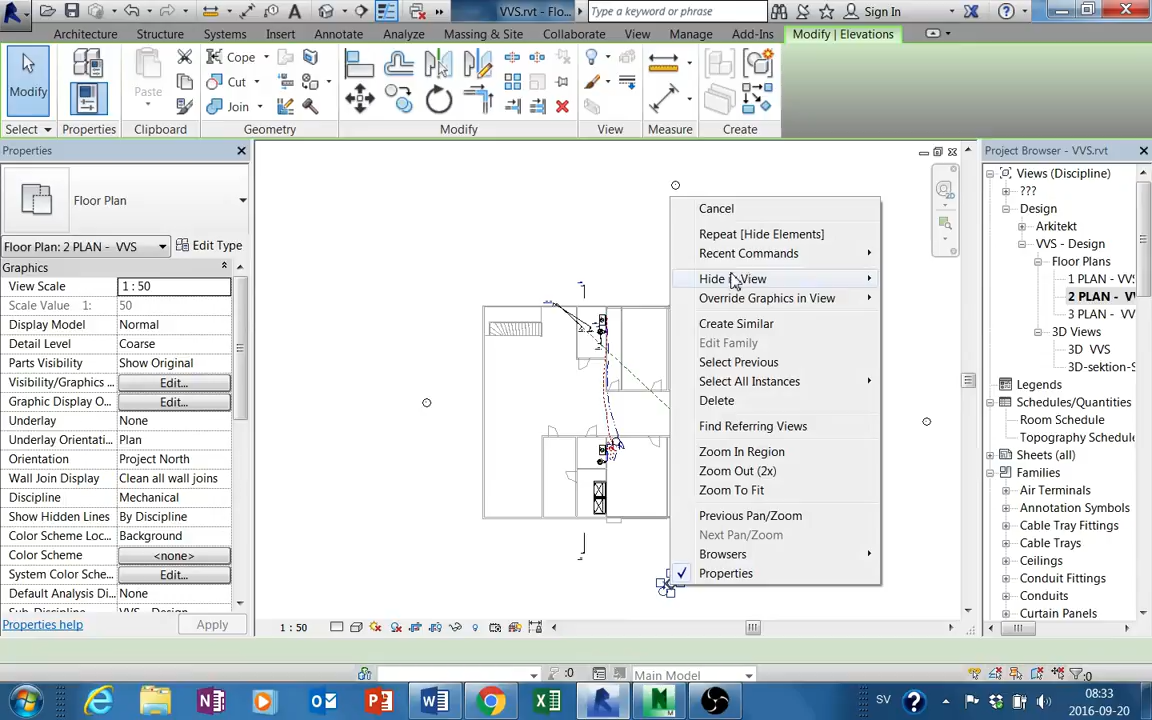 VVS.rvt - Flo...
Type a keyword or phrase
Sign In
Architecture
Structure
Systems
Insert
Annotate
Analyze
Massing & Site
Collaborate
View
Manage
Add-Ins
Modify | Elevations
Modify
Paste
Cope
Cut
Join
Select
Properties
Clipboard
Geometry
Modify
View
Measure
Create
Properties
Floor Plan
Floor Plan: 2 PLAN - VVS
Edit Type
Graphics
View Scale 1 : 50
Scale Value 1: 50
Display Model Normal
Detail Level Coarse
Parts Visibility Show Original
Visibility/Graphics ... Edit...
Graphic Display O... Edit...
Underlay None
Underlay Orientati... Plan
Orientation Project North
Wall Join Display Clean all wall joins
Discipline Mechanical
Show Hidden Lines By Discipline
Color Scheme Loc... Background
Color Scheme <none>
System Color Sche... Edit...
Default Analysis Di... None
Sub-Discipline VVS - Design
Properties help
Apply
Cancel
Repeat [Hide Elements]
Recent Commands
Hide in View
Override Graphics in View
Create Similar
Edit Family
Select Previous
Select All Instances
Delete
Find Referring Views
Zoom In Region
Zoom Out (2x)
Zoom To Fit
Previous Pan/Zoom
Next Pan/Zoom
Browsers
Properties
1 : 50
Project Browser - VVS.rvt
Views (Discipline)
???
Design
Arkitekt
VVS - Design
Floor Plans
1 PLAN - VVS
2 PLAN - VV
3 PLAN - VVS
3D Views
3D VVS
3D-sektion-S
Legends
Schedules/Quantities
Room Schedule
Topography Schedule
Sheets (all)
Families
Air Terminals
Annotation Symbols
Cable Tray Fittings
Cable Trays
Ceilings
Conduit Fittings
Conduits
Curtain Panels
:0
Main Model
:0
SV
08:33
2016-09-20